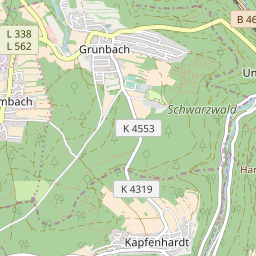 L 338
L 562
B 46
Grunbach
Un
mbach
Schwarzwald
K 4553
Har
K 4319
Kapfenhardt